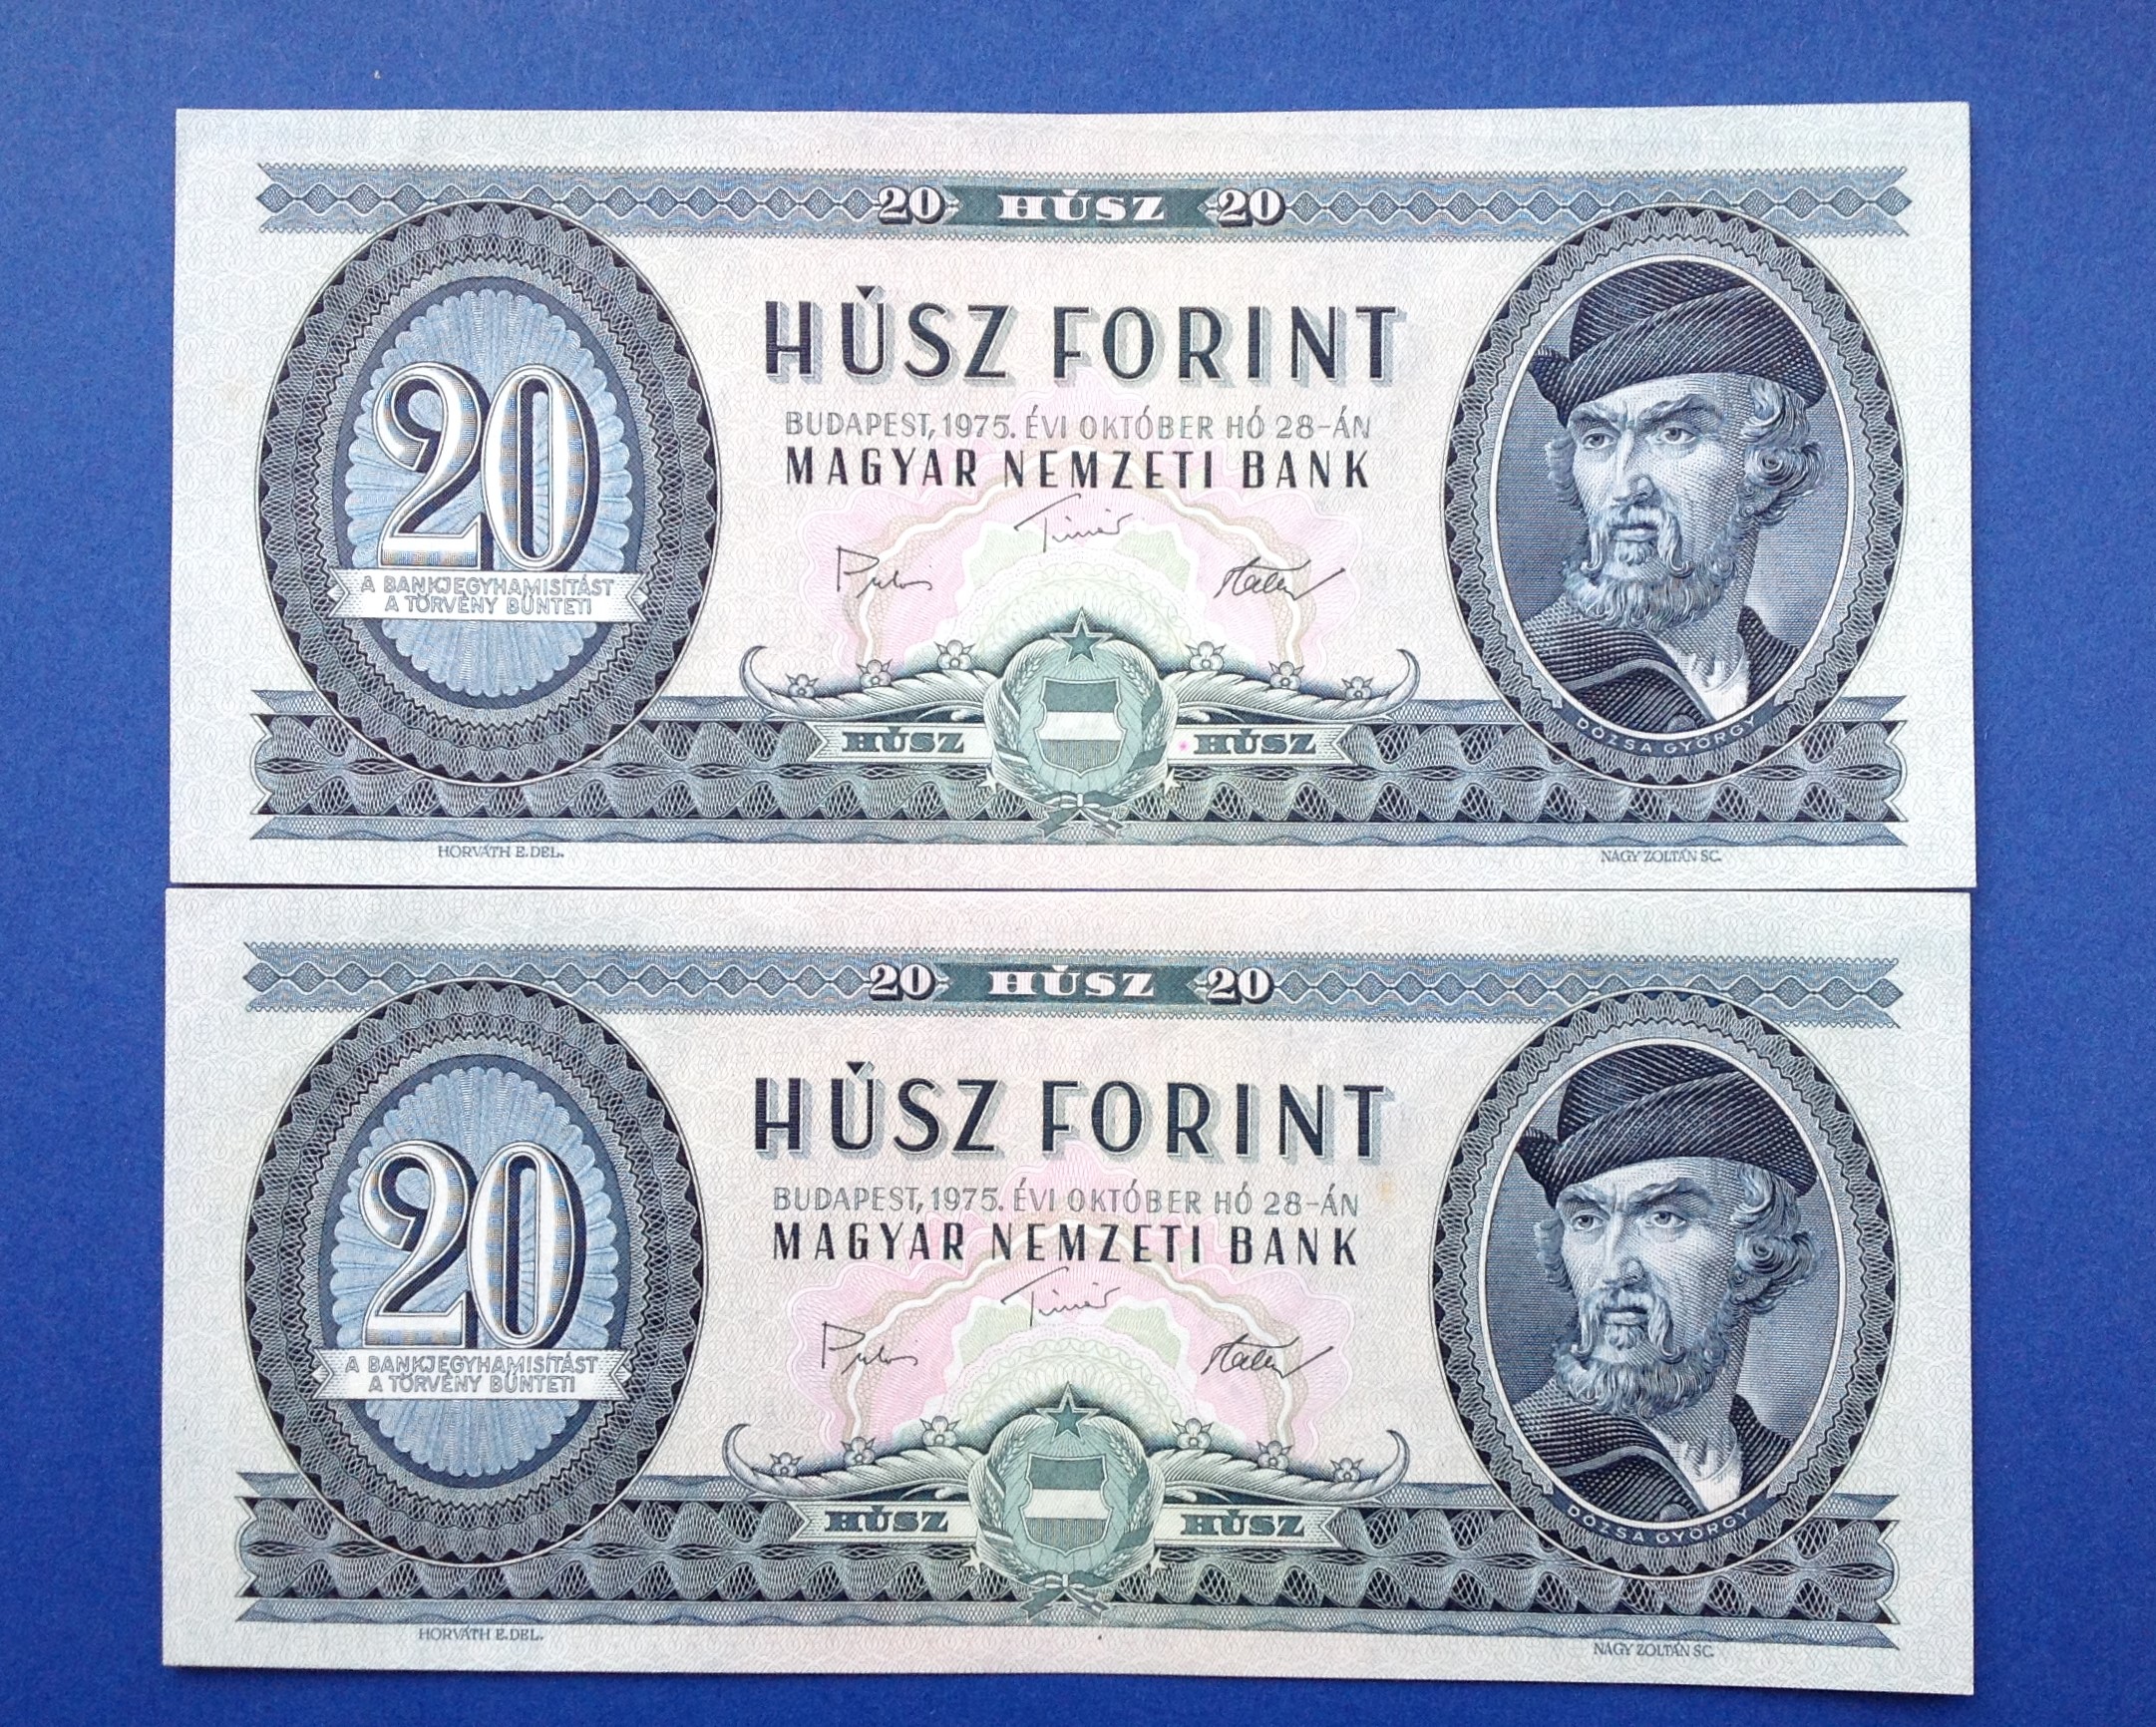 20 HÚSZ 20
HÚSZ FORINT
BUDAPEST, 1975. ÉVI OKTÓBER HÓ 28-ÁN
MAGYAR NEMZETI BANK
20
A BANKJEGYHAMISÍTÁST
A TÖRVÉNY BÜNTETI
Timár
HÚSZ HÚSZ
DÓZSA GYÖRGY
HORVÁTH E. DEL.
NAGY ZOLTÁN SC.
20 HÚSZ 20
HÚSZ FORINT
BUDAPEST, 1975. ÉVI OKTÓBER HÓ 28-ÁN
MAGYAR NEMZETI BANK
20
A BANKJEGYHAMISÍTÁST
A TÖRVÉNY BÜNTETI
Timár
HÚSZ HÚSZ
DÓZSA GYÖRGY
HORVÁTH E. DEL.
NAGY ZOLTÁN SC.